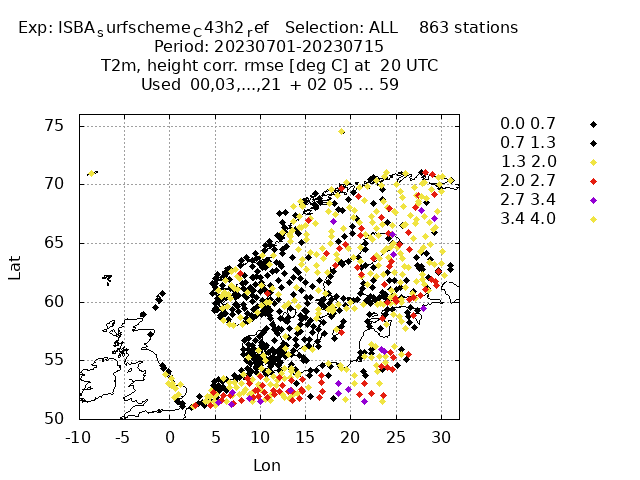 Exp: ISBAsurfschemeC43h2ref Selection: ALL 863 stations
Period: 20230701-20230715
T2m, height corr. rmse [deg C] at 20 UTC
Used 00,03,...,21 + 02 05 ... 59
0.0 0.7
0.7 1.3
1.3 2.0
2.0 2.7
2.7 3.4
3.4 4.0
75
70
65
60
55
50
Lat
-10 -5 0 5 10 15 20 25 30
Lon